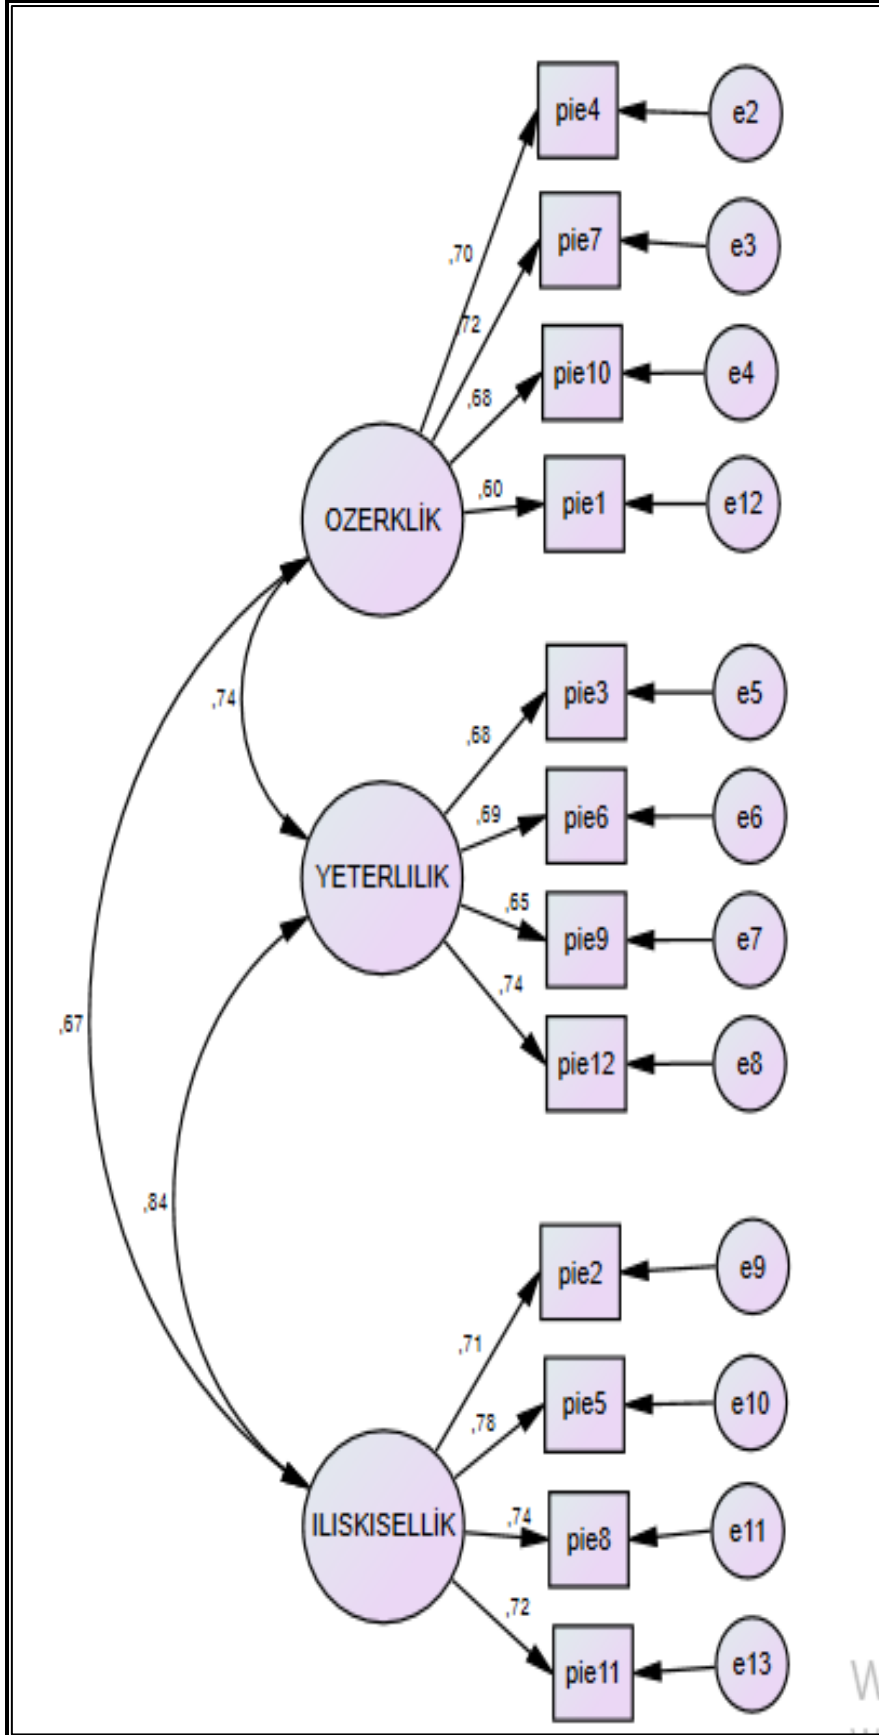 pie4
e2
,70
pie7
e3
,72
pie10
e4
,68
pie1
e12
,60
OZERKLİK
,74
pie3
e5
,68
pie6
e6
,69
YETERLILIK
pie9
e7
,65
pie12
e8
,74
,67
,84
pie2
e9
,71
pie5
e10
,78
ILISKISELLİK
pie8
e11
,74
pie11
e13
,72